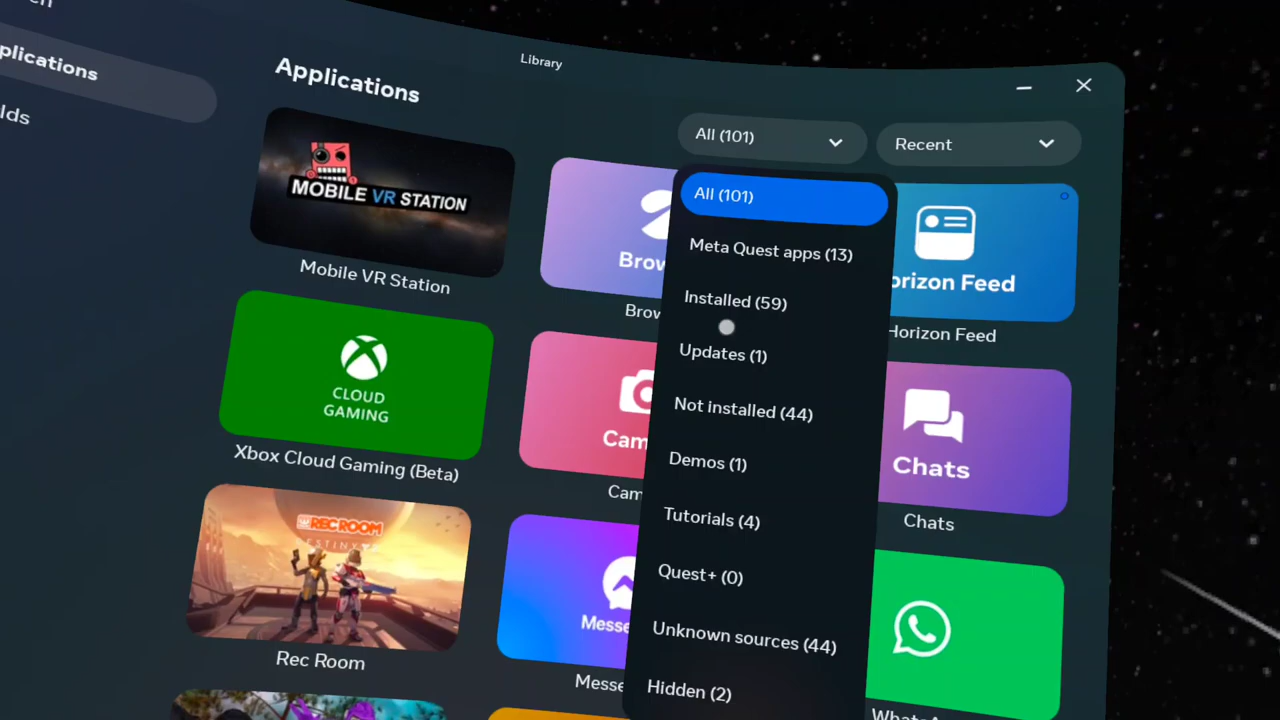 Library
plications
lds
Applications
All (101)
Recent
All (101)
Meta Quest apps (13)
Installed (59)
Updates (1)
Not installed (44)
Demos (1)
Tutorials (4)
Quest+ (0)
Unknown sources (44)
Hidden (2)
MOBILE VR STATION
Mobile VR Station
Brow
Brow
orizon Feed
Horizon Feed
CLOUD
GAMING
Xbox Cloud Gaming (Beta)
Cam
Cam
Chats
Chats
REC ROOM
DESTINY
Rec Room
Messe
Messe
WhatsA